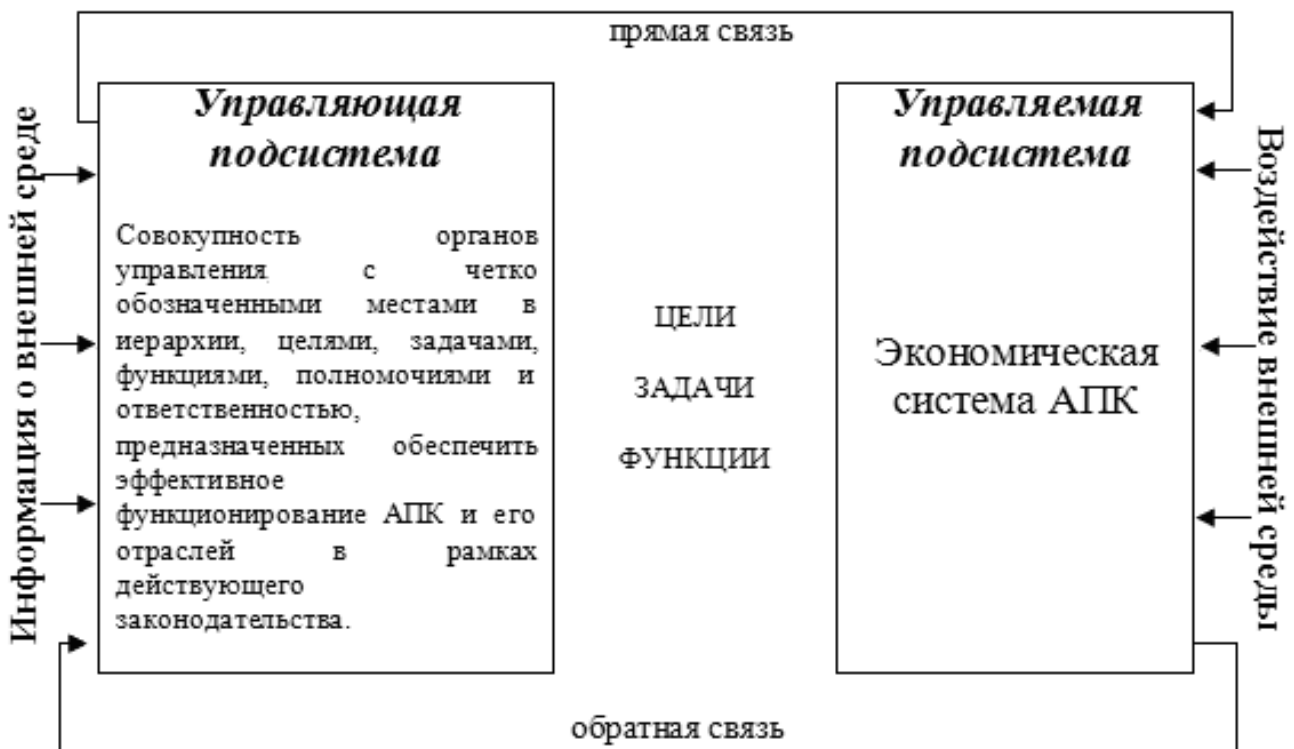 прямая связь
Информация о внешней среде
Управляющая
подсистема
Совокупность органов
управления с четко
обозначенными местами в
иерархии, целями, задачами,
функциями, полномочиями и
ответственностью,
предназначенных обеспечить
эффективное
функционирование АПК и его
отраслей в рамках
действующего
законодательства.
ЦЕЛИ
ЗАДАЧИ
ФУНКЦИИ
Управляемая
подсистема
Экономическая
система АПК
Воздействие внешней среды
обратная связь